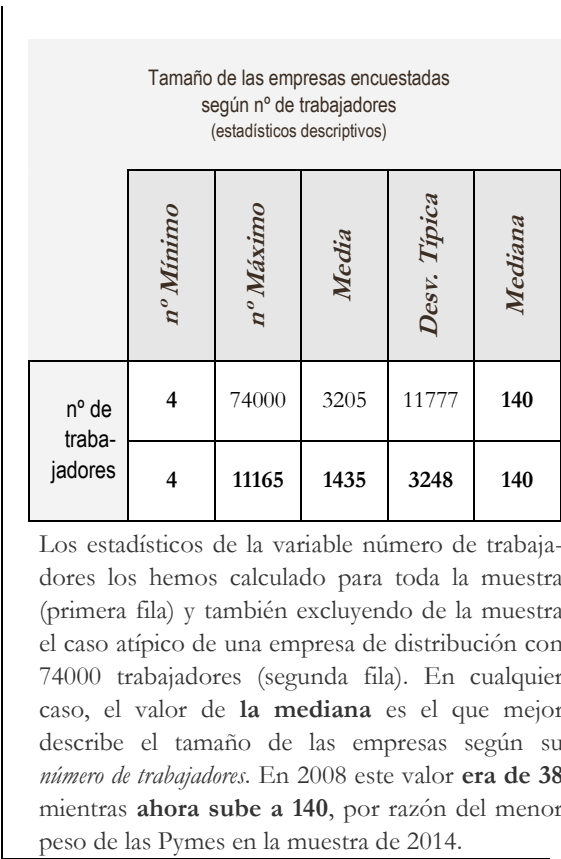 Tamaño de las empresas encuestadas
según nº de trabajadores
(estadísticos descriptivos)
nº Mínimo
nº Máximo
Media
Desv. Típica
Mediana
nº de
traba-
jadores
4 74000 3205 11777 140
4 11165 1435 3248 140
Los estadísticos de la variable número de trabaja-
dores los hemos calculado para toda la muestra
(primera fila) y también excluyendo de la muestra
el caso atípico de una empresa de distribución con
74000 trabajadores (segunda fila). En cualquier
caso, el valor de la mediana es el que mejor
describe el tamaño de las empresas según su
número de trabajadores. En 2008 este valor era de 38
mientras ahora sube a 140, por razón del menor
peso de las Pymes en la muestra de 2014.